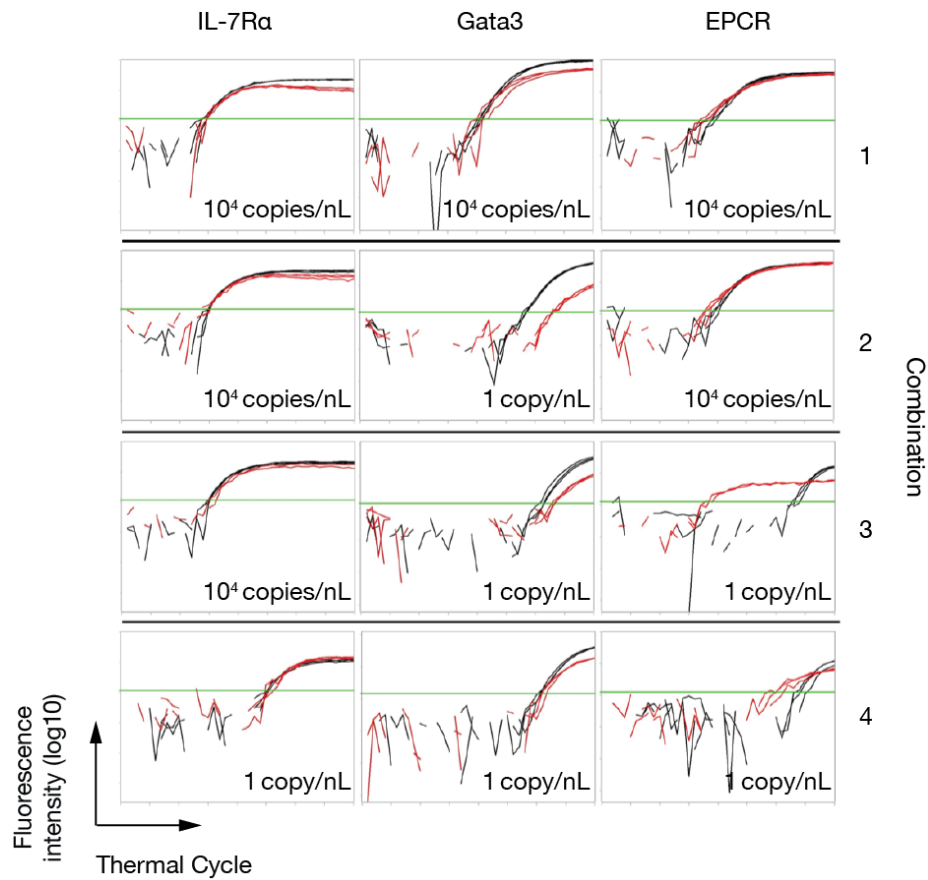 IL-7Rα Gata3 EPCR
10⁴ copies/nL 10⁴ copies/nL 10⁴ copies/nL 1
10⁴ copies/nL 1 copy/nL 10⁴ copies/nL 2
10⁴ copies/nL 1 copy/nL 1 copy/nL 3
1 copy/nL 1 copy/nL 1 copy/nL 4
Combination
Fluorescence
intensity (log10)
Thermal Cycle